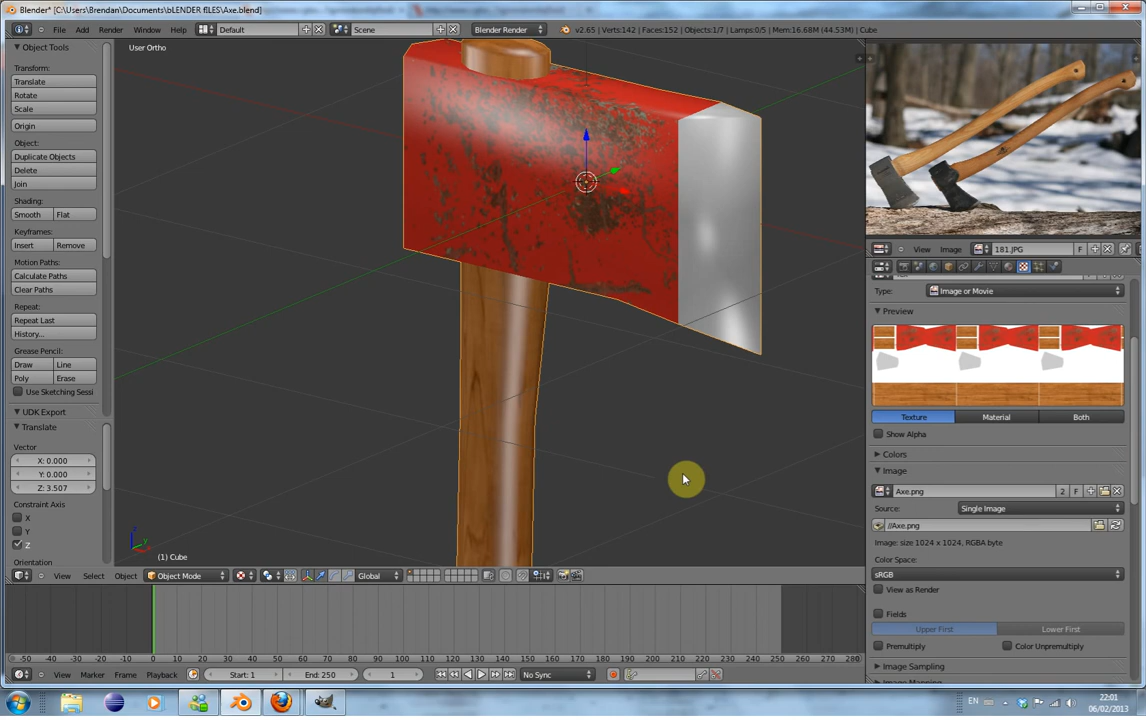 Blender* [C:\Users\Brendan\Documents\bLENDER fILES\Axe.blend]
File Add Render Window Help Default Scene Blender Render v2.65 | Verts:142 | Faces:152 | Objects:1/7 | Lamps:0/5 | Mem:16.68M (44.53M) | Cube
Object Tools
User Ortho
Transform:
Translate
Rotate
Scale
Origin
Object:
Duplicate Objects
Delete
Join
Shading:
Smooth Flat
Keyframes:
Insert Remove
Motion Paths:
Calculate Paths
Clear Paths
Repeat:
Repeat Last
History...
Grease Pencil:
Draw Line
Poly Erase
Use Sketching Sessi
UDK Export
Translate
Vector
X: 0.000
Y: 0.000
Z: 3.507
Constraint Axis
X
Y
Z
Orientation
(1) Cube
View Select Object Object Mode Global
View Image 181.JPG F
Type: Image or Movie
Preview
Texture Material Both
Show Alpha
Colors
Image
Axe.png 2 F
Source: Single Image
//Axe.png
Image: size 1024 x 1024, RGBA byte
Color Space:
sRGB
View as Render
Fields
Upper First Lower First
Premultiply Color Unpremultiply
Image Sampling
-50 -40 -30 -20 -10 0 10 20 30 40 50 60 70 80 90 100 110 120 130 140 150 160 170 180 190 200 210 220 230 240 250 260 270 280
View Marker Frame Playback Start: 1 End: 250 1 No Sync
EN
22:01
06/02/2013